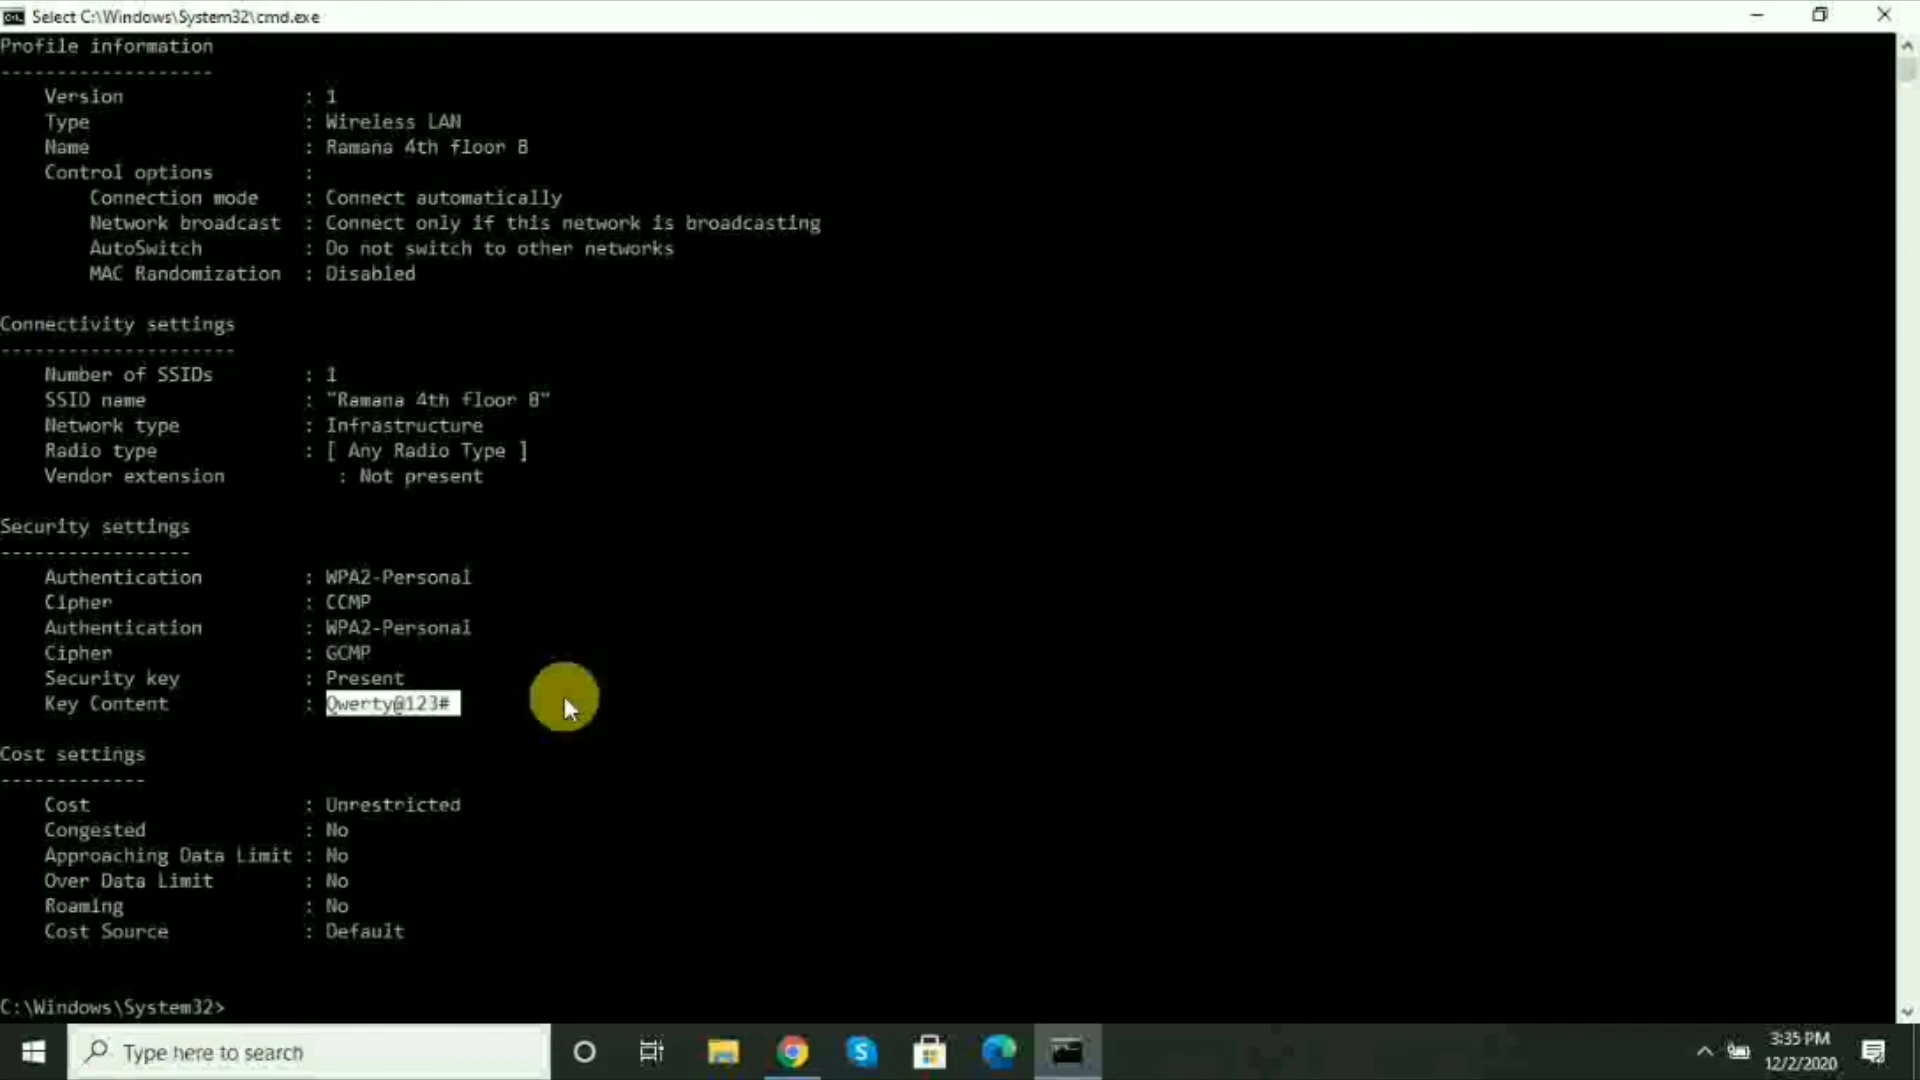 Select C:\Windows\System32\cmd.exe
Profile information
-------------------
Version : 1
Type : Wireless LAN
Name : Ramana 4th floor 8
Control options :
Connection mode : Connect automatically
Network broadcast : Connect only if this network is broadcasting
AutoSwitch : Do not switch to other networks
MAC Randomization : Disabled
Connectivity settings
---------------------
Number of SSIDs : 1
SSID name : "Ramana 4th floor 8"
Network type : Infrastructure
Radio type : [ Any Radio Type ]
Vendor extension : Not present
Security settings
-----------------
Authentication : WPA2-Personal
Cipher : CCMP
Authentication : WPA2-Personal
Cipher : GCMP
Security key : Present
Key Content : Qwerty@123#
Cost settings
-------------
Cost : Unrestricted
Congested : No
Approaching Data Limit : No
Over Data Limit : No
Roaming : No
Cost Source : Default
C:\Windows\System32>
Type here to search
3:35 PM
12/2/2020